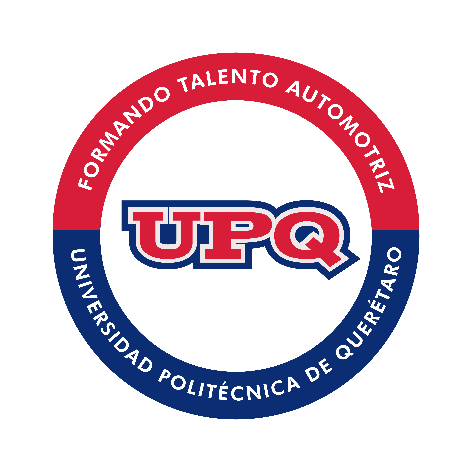 FORMANDO TALENTO AUTOMOTRIZ
UPQ
UNIVERSIDAD POLITÉCNICA DE QUERÉTARO